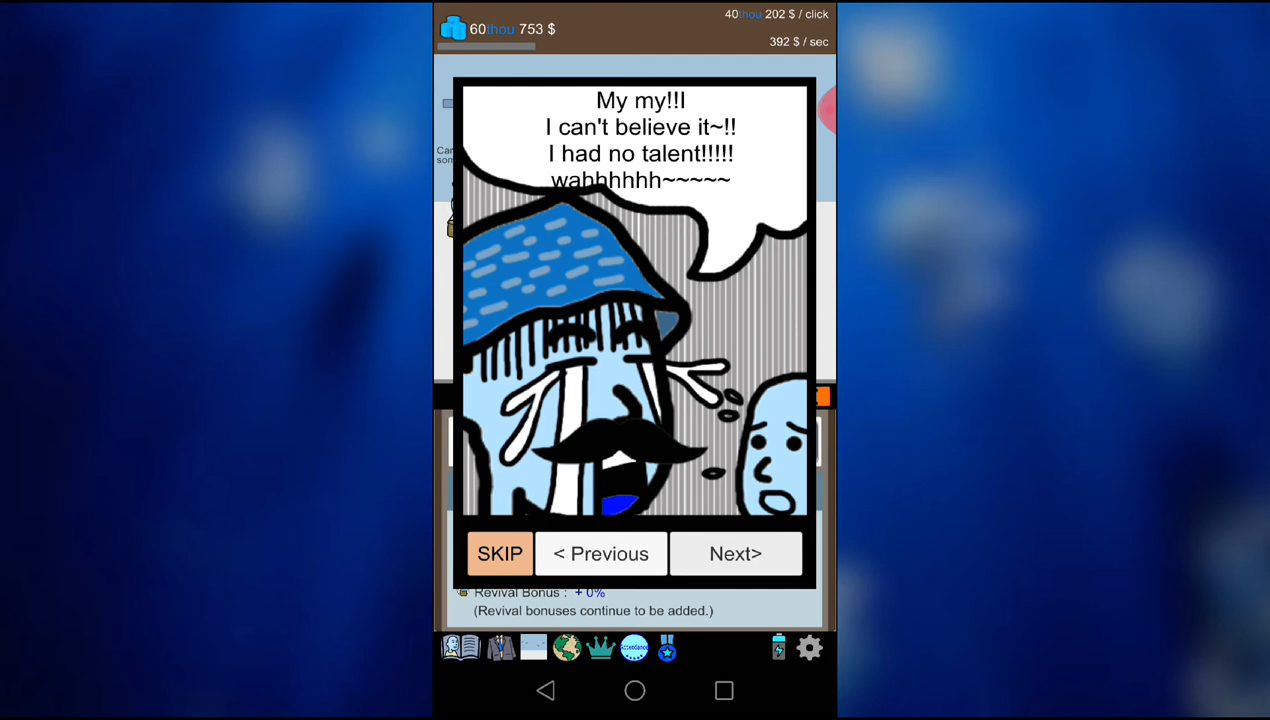 60thou 753 $
40thou 202 $ / click
392 $ / sec
My my!!I
I can't believe it~!!
I had no talent!!!!!
wahhhhhh~~~~~
SKIP
< Previous
Next>
Revival Bonus : + 0%
(Revival bonuses continue to be added.)
Attendance